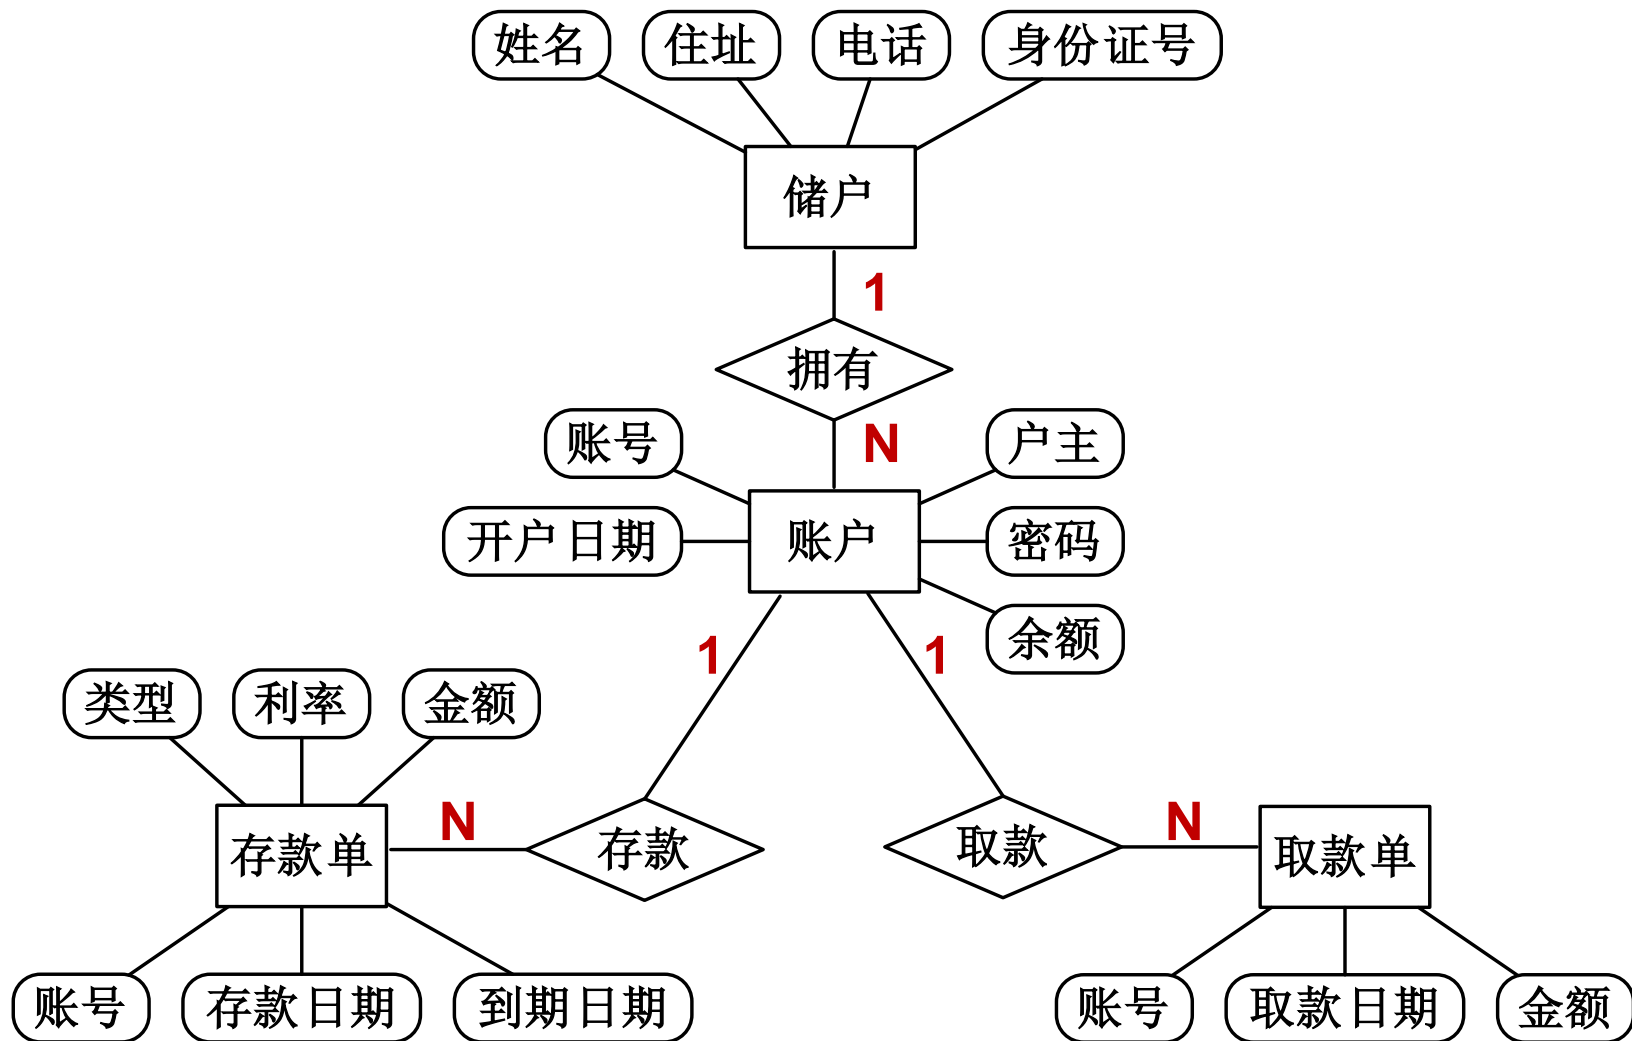 姓名 住址 电话 身份证号
储户
1
拥有
N
账号 户主
开户日期 账户 密码
余额
1 1
类型 利率 金额
存款单 N 存款 取款 N 取款单
账号 存款日期 到期日期 账号 取款日期 金额